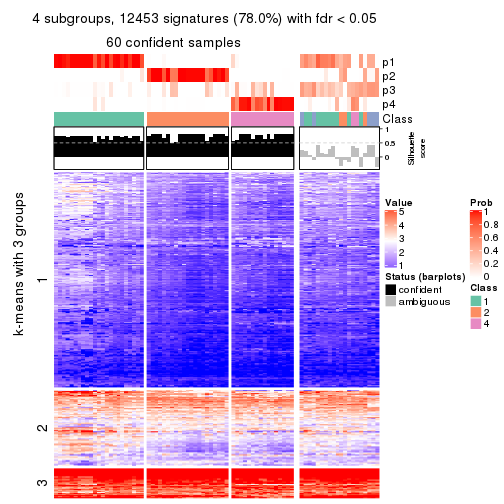 4 subgroups, 12453 signatures (78.0%) with fdr < 0.05
60 confident samples
p1
p2
p3
p4
Class
1
0.5
0
Silhouette
score
k-means with 3 groups
1
2
3
Value
5
4
3
2
1
Status (barplots)
confident
ambiguous
Prob
1
0.8
0.6
0.4
0.2
0
Class
1
2
4